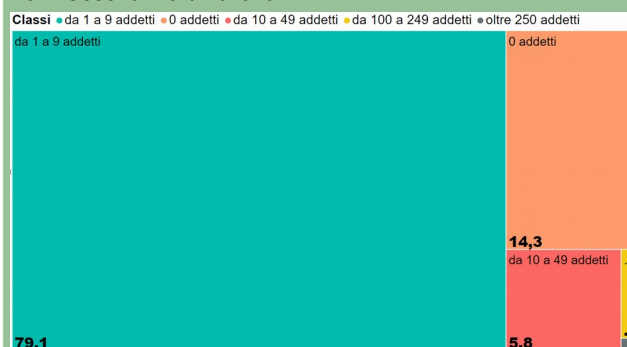 Classi da 1 a 9 addetti 0 addetti da 10 a 49 addetti da 100 a 249 addetti oltre 250 addetti
da 1 a 9 addetti
79,1
0 addetti
14,3
da 10 a 49 addetti
5,8